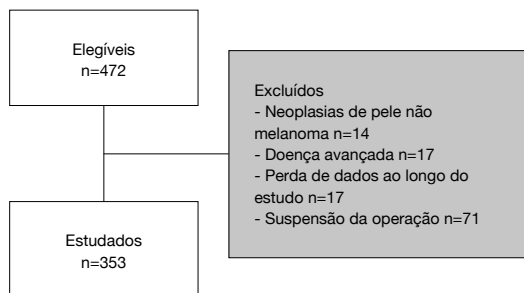 Elegíveis
n=472
Excluídos
- Neoplasias de pele não
melanoma n=14
- Doença avançada n=17
- Perda de dados ao longo do
estudo n=17
- Suspensão da operação n=71
Estudados
n=353